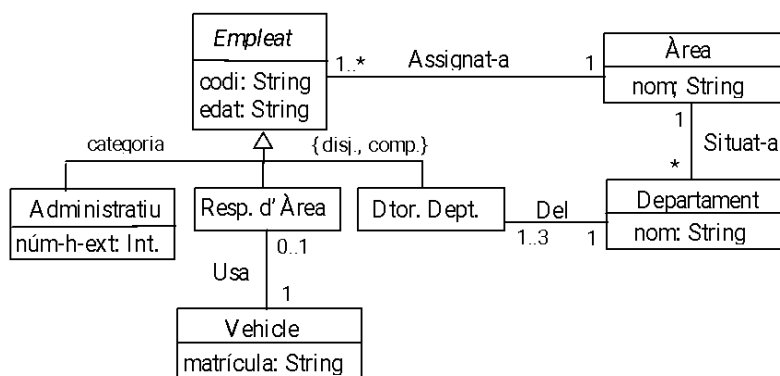 Empleat
codi: String
edat: String
1..*
Assignat-a
1
Àrea
nom: String
1
Situat-a
*
categoria
{disj., comp.}
Administratiu
núm-h-ext: Int.
Resp. d'Àrea
Dtor. Dept.
Del
1..3
1
Departament
nom: String
0..1
Usa
1
Vehicle
matrícula: String